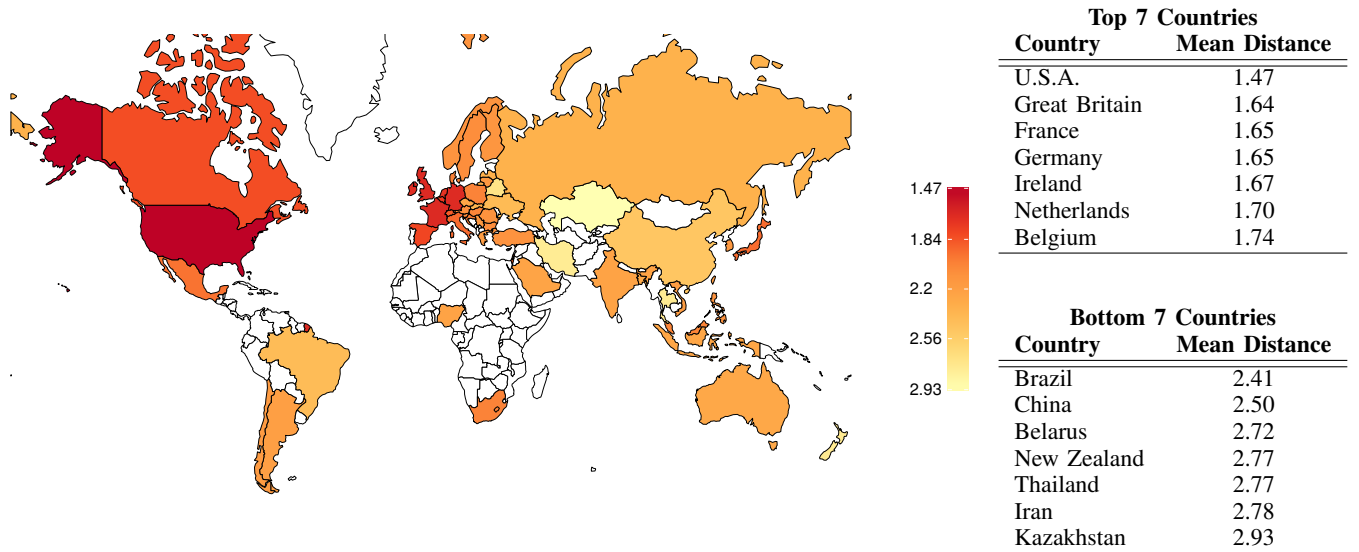 1.47
1.84
2.2
2.56
2.93
Top 7 Countries
Country Mean Distance
U.S.A. 1.47
Great Britain 1.64
France 1.65
Germany 1.65
Ireland 1.67
Netherlands 1.70
Belgium 1.74
Bottom 7 Countries
Country Mean Distance
Brazil 2.41
China 2.50
Belarus 2.72
New Zealand 2.77
Thailand 2.77
Iran 2.78
Kazakhstan 2.93